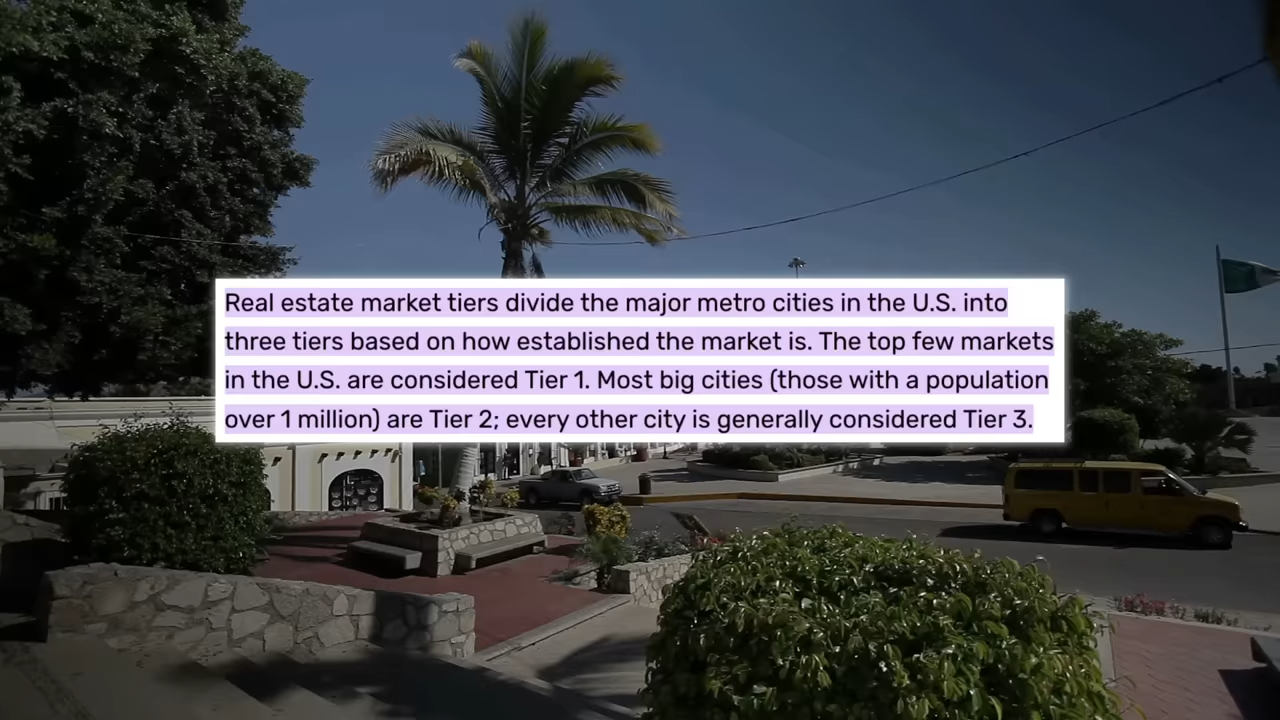 Real estate market tiers divide the major metro cities in the U.S. into
three tiers based on how established the market is. The top few markets
in the U.S. are considered Tier 1. Most big cities (those with a population
over 1 million) are Tier 2; every other city is generally considered Tier 3.